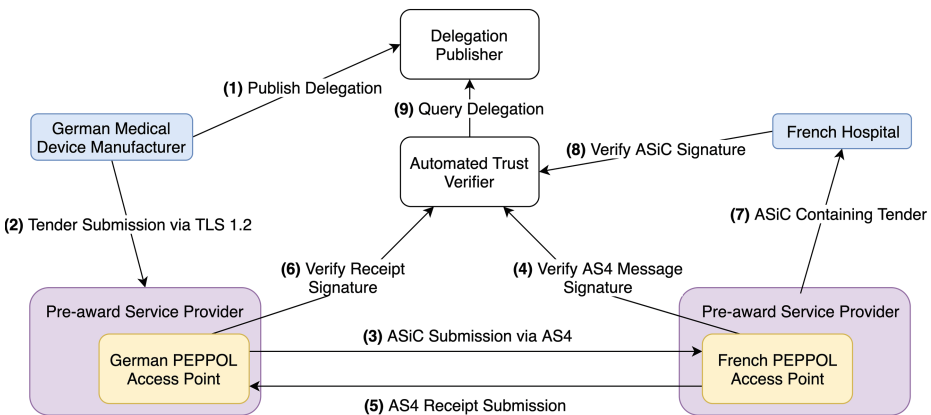 Delegation
Publisher
(1) Publish Delegation
(9) Query Delegation
German Medical
Device Manufacturer
French Hospital
(8) Verify ASiC Signature
Automated Trust
Verifier
(2) Tender Submission via TLS 1.2
(7) ASiC Containing Tender
(6) Verify Receipt
Signature
(4) Verify AS4 Message
Signature
Pre-award Service Provider
Pre-award Service Provider
(3) ASiC Submission via AS4
German PEPPOL
Access Point
French PEPPOL
Access Point
(5) AS4 Receipt Submission